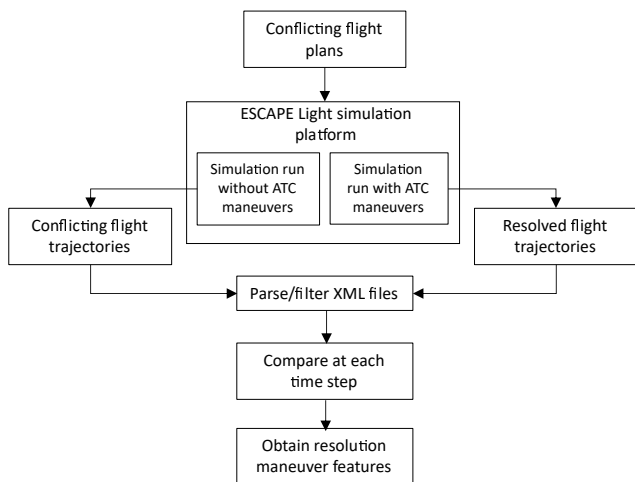 Conflicting flight
plans
ESCAPE Light simulation
platform
Simulation run
without ATC
maneuvers
Simulation
run with ATC
maneuvers
Conflicting flight
trajectories
Resolved flight
trajectories
Parse/filter XML files
Compare at each
time step
Obtain resolution
maneuver features